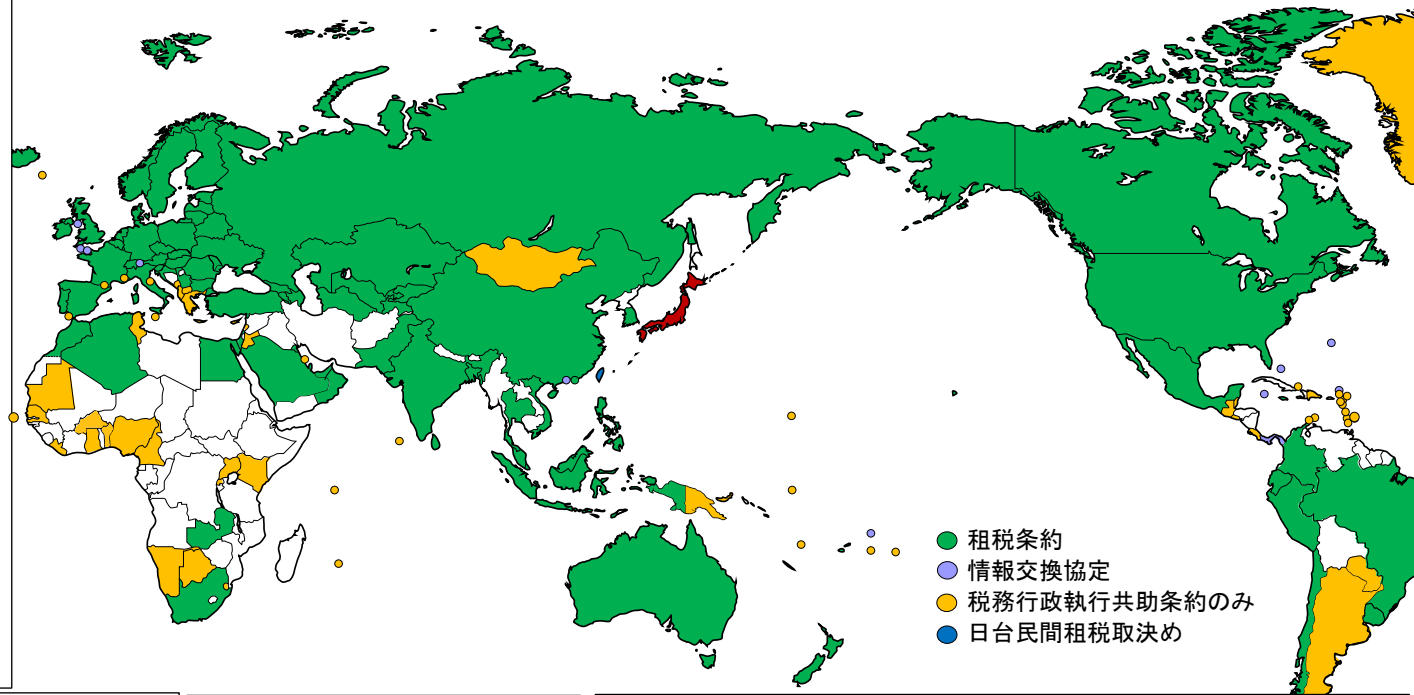 租税条約
情報交換協定
税務行政執行共助条約のみ
日台民間租税取決め